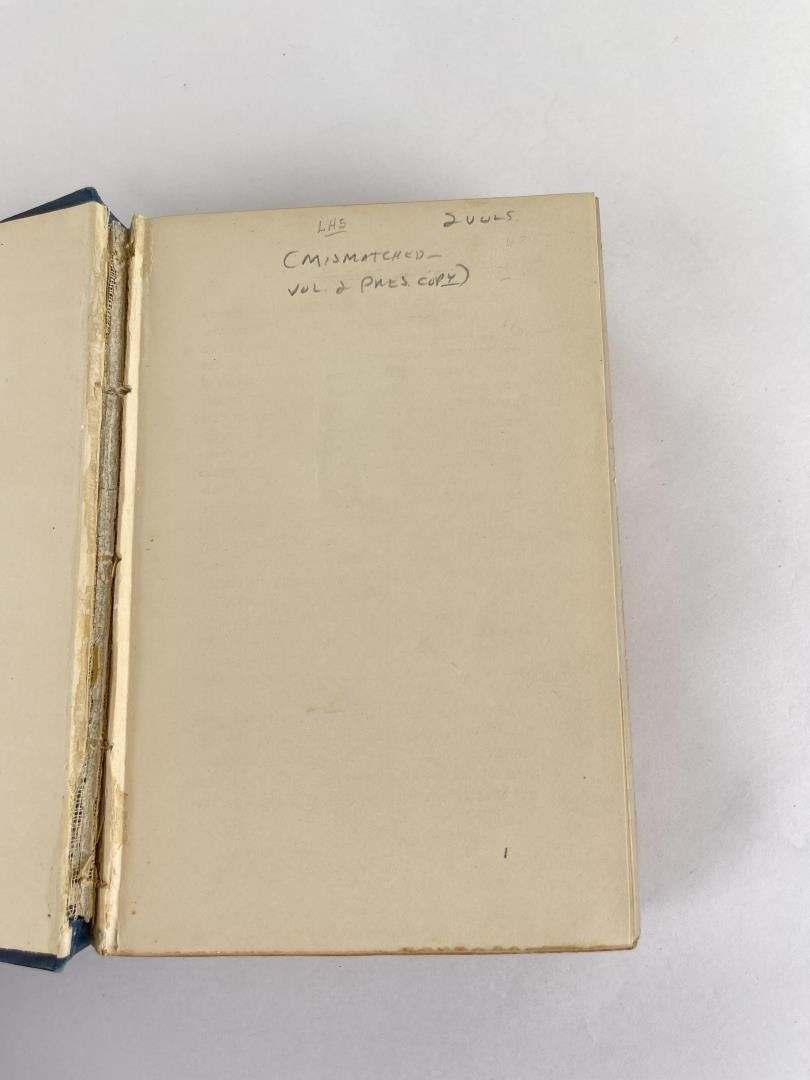 LHS 2 VOLS.
(MISMATCHED—
VOL. 2 PRES. COPY)